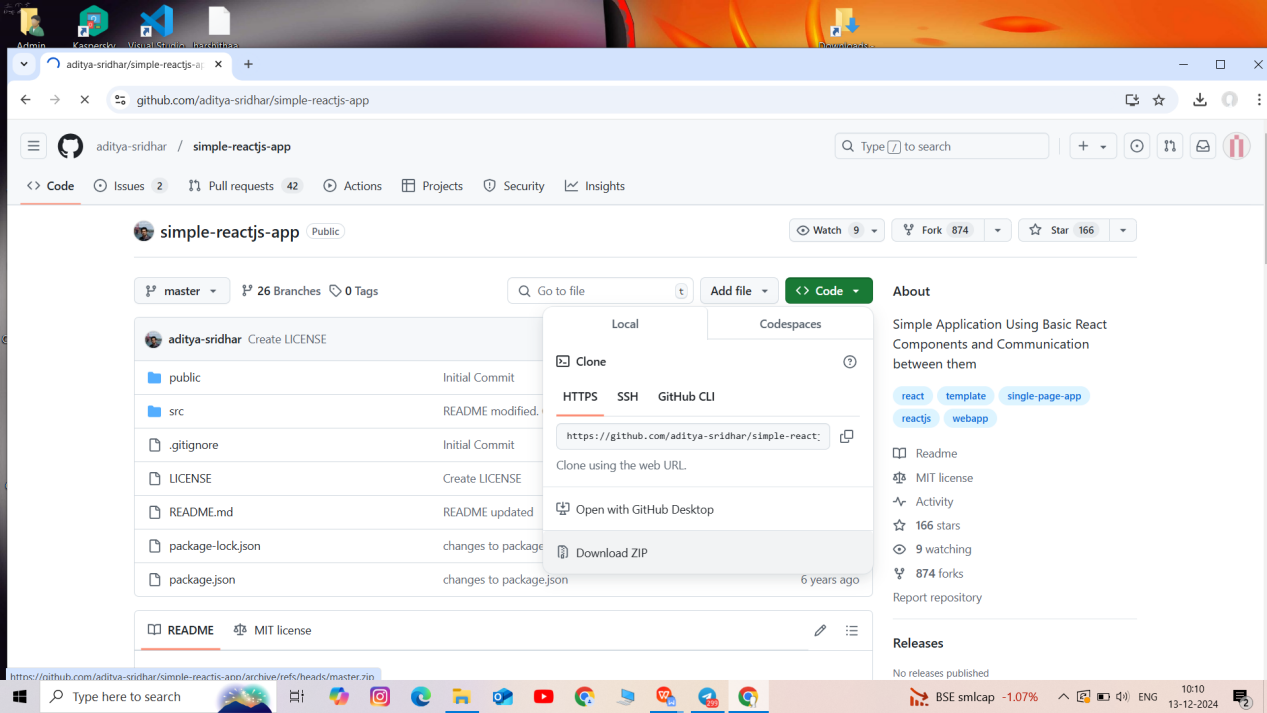 Admin
Kaspersky
Visual Studio
harshithaa
Downloads
aditya-sridhar/simple-reactjs-ap
github.com/aditya-sridhar/simple-reactjs-app
aditya-sridhar / simple-reactjs-app
Type / to search
Code
Issues 2
Pull requests 42
Actions
Projects
Security
Insights
simple-reactjs-app Public
Watch 9
Fork 874
Star 166
master
26 Branches
0 Tags
Go to file t
Add file
Code
aditya-sridhar Create LICENSE
public Initial Commit
src README modified.
.gitignore Initial Commit
LICENSE Create LICENSE
README.md README updated
package-lock.json changes to package
package.json changes to package.json 6 years ago
Local
Codespaces
Clone
HTTPS SSH GitHub CLI
https://github.com/aditya-sridhar/simple-react
Clone using the web URL.
Open with GitHub Desktop
Download ZIP
README
MIT license
About
Simple Application Using Basic React
Components and Communication
between them
react template single-page-app
reactjs webapp
Readme
MIT license
Activity
166 stars
9 watching
874 forks
Report repository
Releases
No releases published
https://github.com/aditya-sridhar/simple-reactjs-app/archive/refs/heads/master.zip
Type here to search
299
BSE smlcap -1.07%
ENG
10:10
13-12-2024
2